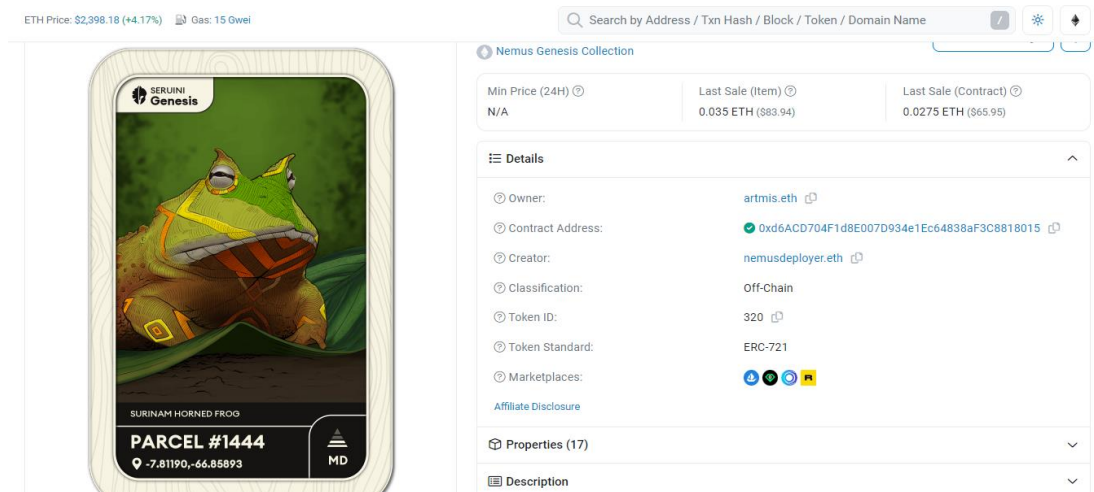 ETH Price: $2,398.18 (+4.17%) Gas: 15 Gwei
Search by Address / Txn Hash / Block / Token / Domain Name /
SERUINI
Genesis
SURINAM HORNED FROG
PARCEL #1444
-7.81190,-66.85893
MD
Nemus Genesis Collection
Min Price (24H) Last Sale (Item) Last Sale (Contract)
N/A 0.035 ETH ($83.94) 0.0275 ETH ($65.95)
Details
Owner: artmis.eth
Contract Address: 0xd6ACD704F1d8E007D934e1Ec64838aF3C8818015
Creator: nemusdeployer.eth
Classification: Off-Chain
Token ID: 320
Token Standard: ERC-721
Marketplaces:
Affiliate Disclosure
Properties (17)
Description